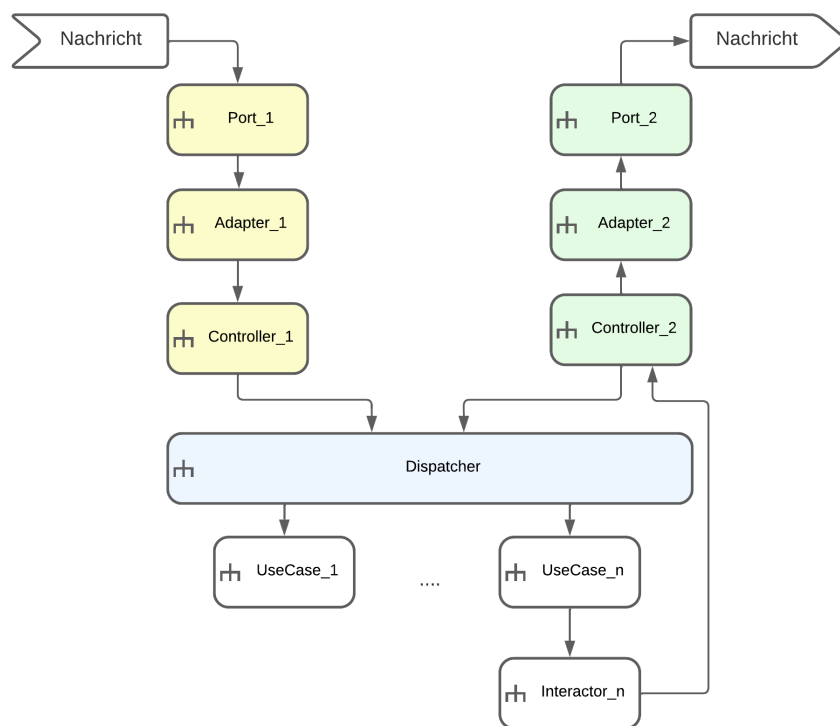 Nachricht
Nachricht
Port_1
Port_2
Adapter_1
Adapter_2
Controller_1
Controller_2
Dispatcher
UseCase_1
....
UseCase_n
Interactor_n